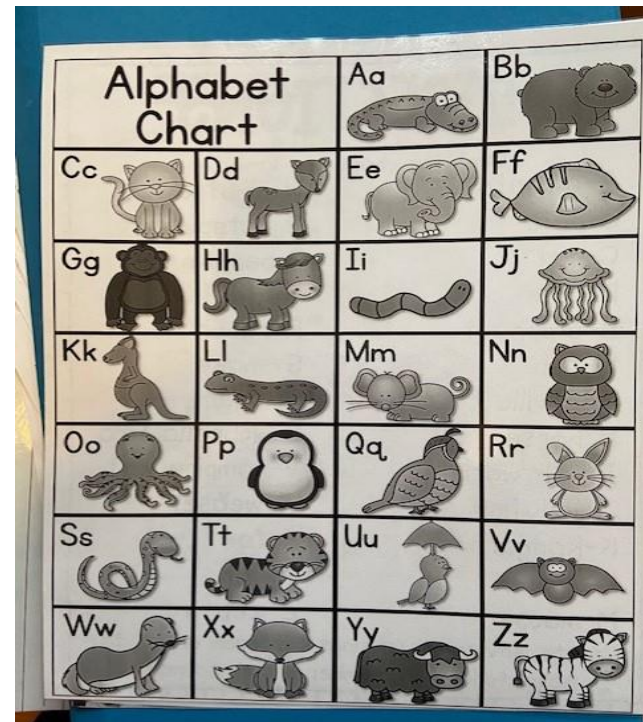 Alphabet
Chart
Aa
Bb
Cc
Dd
Ee
Ff
Gg
Hh
Ii
Jj
Kk
Ll
Mm
Nn
Oo
Pp
Qq
Rr
Ss
Tt
Uu
Vv
Ww
Xx
Yy
Zz